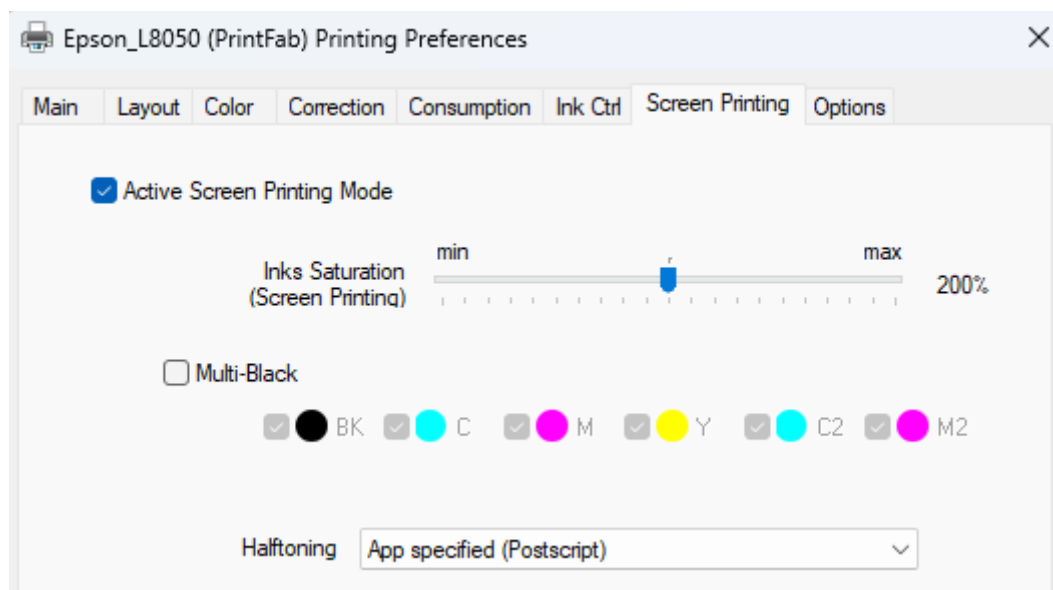 Epson_L8050 (PrintFab) Printing Preferences
Main Layout Color Correction Consumption Ink Ctrl Screen Printing Options
Active Screen Printing Mode
min max
Inks Saturation
(Screen Printing)
200%
Multi-Black
BK C M Y C2 M2
Halftoning App specified (Postscript)